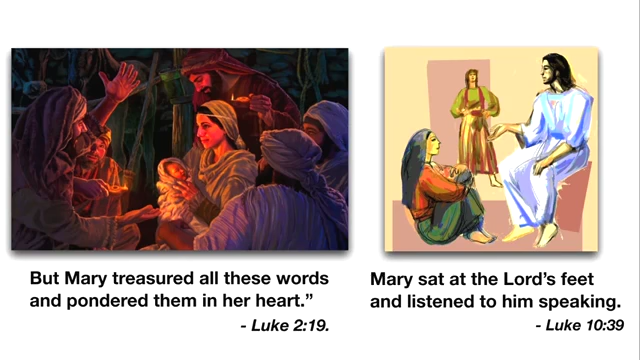 But Mary treasured all these words
and pondered them in her heart.”
- Luke 2:19.
Mary sat at the Lord’s feet
and listened to him speaking.
- Luke 10:39